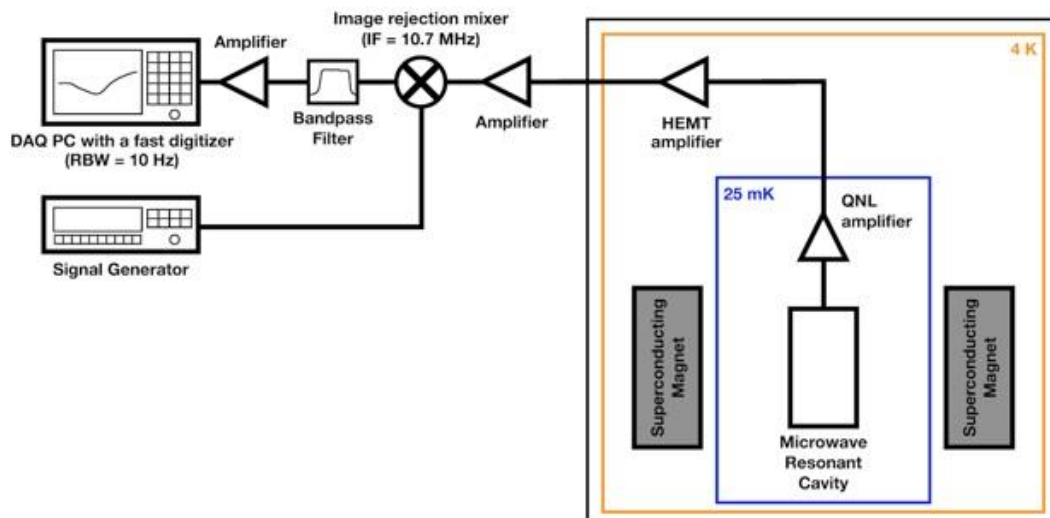 Image rejection mixer
(IF = 10.7 MHz)
Amplifier
4 K
Bandpass
Filter
Amplifier
HEMT
amplifier
DAQ PC with a fast digitizer
(RBW = 10 Hz)
25 mK
QNL
amplifier
Signal Generator
Superconducting
Magnet
Superconducting
Magnet
Microwave
Resonant
Cavity